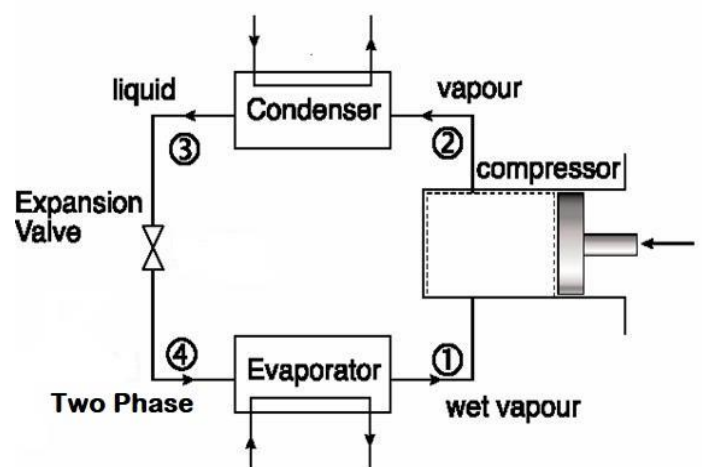 liquid
vapour
Condenser
③
②
compressor
Expansion
Valve
④
Evaporator
①
Two Phase
wet vapour